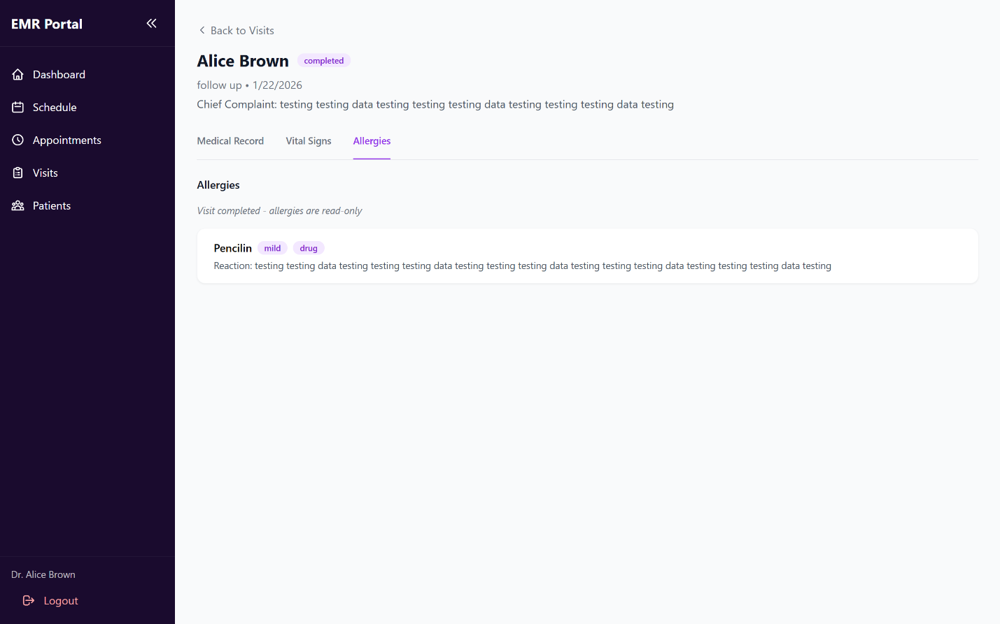 EMR Portal
Dashboard
Schedule
Appointments
Visits
Patients
Dr. Alice Brown
Logout
Back to Visits
Alice Brown completed
follow up • 1/22/2026
Chief Complaint: testing testing data testing testing testing data testing testing testing data testing
Medical Record Vital Signs Allergies
Allergies
Visit completed - allergies are read-only
Pencilin mild drug
Reaction: testing testing data testing testing testing data testing testing testing data testing testing testing data testing testing testing data testing